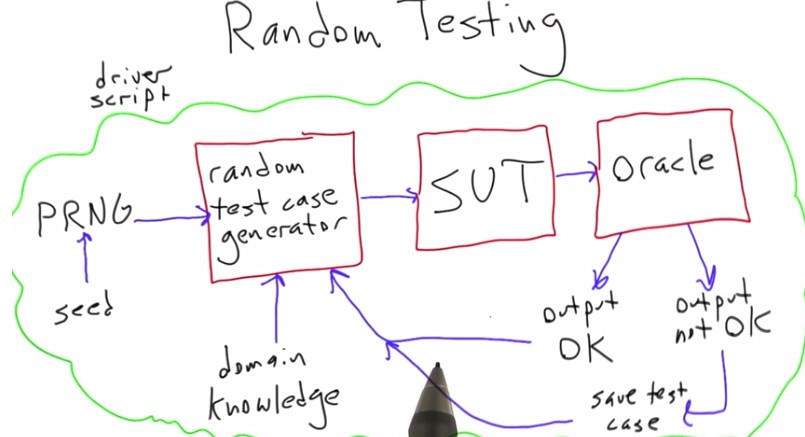 Random Testing
driver
script
PRNG
seed
random
test case
generator
domain
knowledge
SUT
oracle
output
OK
output
not OK
save test
case